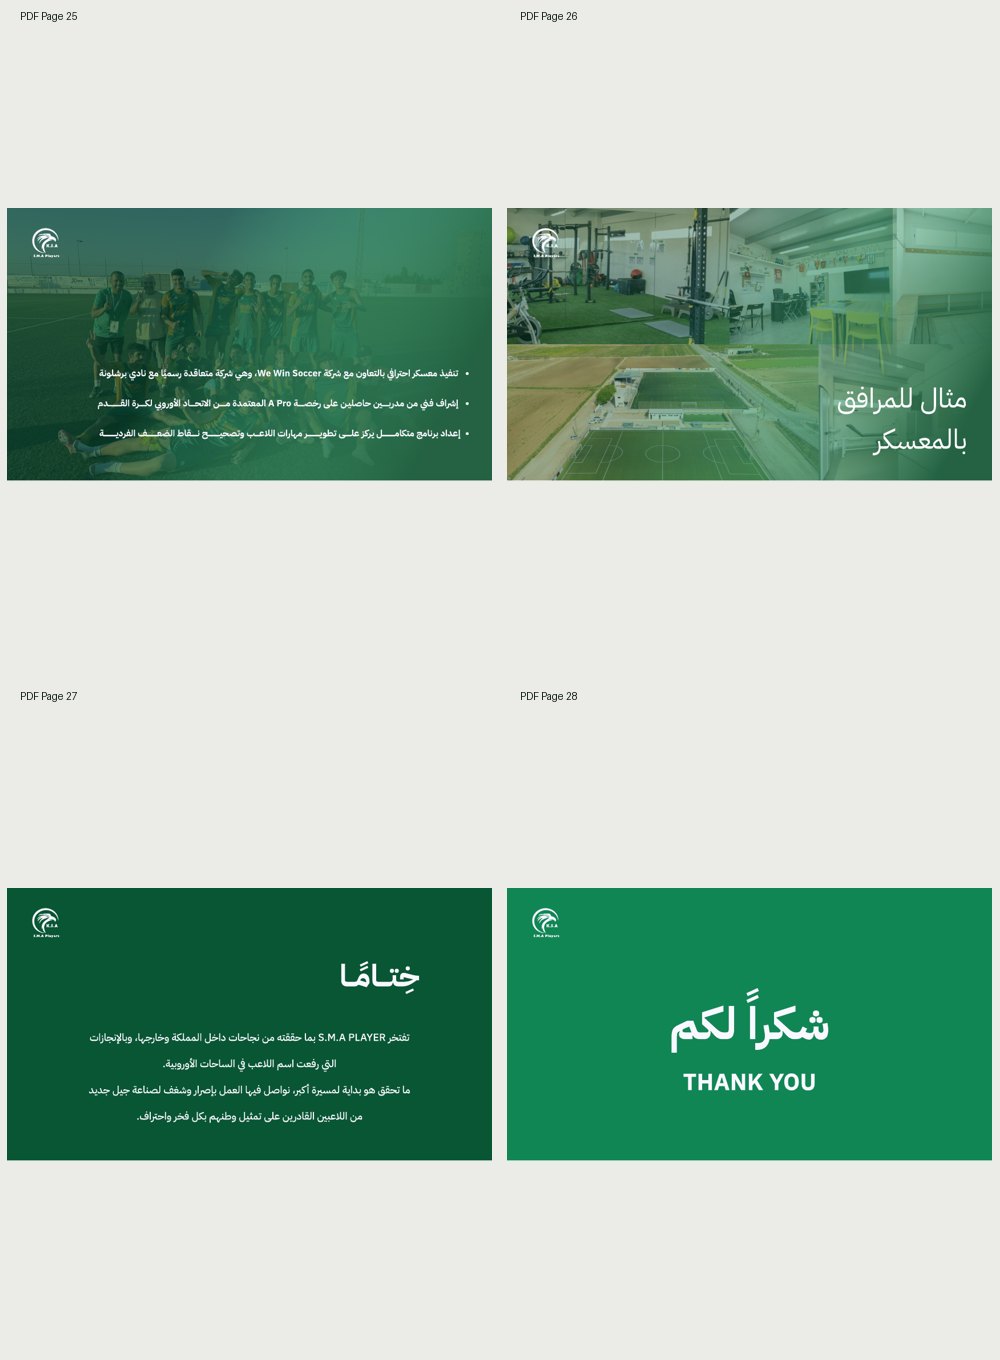 PDF Page 25
S.M.A
S.M.A Players
• تنفيذ معسكر احترافي بالتعاون مع شركة We Win Soccer، وهي شركة متعاقدة رسميًا مع نادي برشلونة
• إشراف فني من مدربين حاصلين على رخصة A Pro المعتمدة من الاتحاد الأوروبي لكرة القدم
• إعداد برنامج متكامل يركز على تطوير مهارات اللاعب وتصحيح نقاط الضعف الفردية
PDF Page 26
S.M.A
S.M.A Players
مثال للمرافق
بالمعسكر
PDF Page 27
S.M.A
S.M.A Players
خِتامًا
تفتخر S.M.A PLAYER بما حققته من نجاحات داخل المملكة وخارجها، وبالإنجازات
التي رفعت اسم اللاعب في الساحات الأوروبية.
ما تحقق هو بداية لمسيرة أكبر، نواصل فيها العمل بإصرار وشغف لصناعة جيل جديد
من اللاعبين القادرين على تمثيل وطنهم بكل فخر واحتراف.
PDF Page 28
S.M.A
S.M.A Players
شكراً لكم
THANK YOU